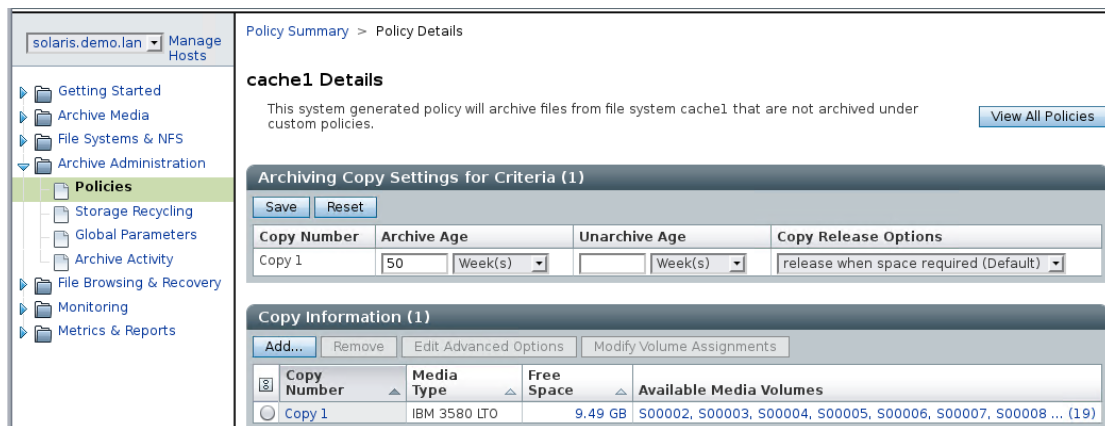 solaris.demo.lan Manage Hosts
Getting Started
Archive Media
File Systems & NFS
Archive Administration
Policies
Storage Recycling
Global Parameters
Archive Activity
File Browsing & Recovery
Monitoring
Metrics & Reports
Policy Summary > Policy Details
cache1 Details
This system generated policy will archive files from file system cache1 that are not archived under
custom policies.
View All Policies
Archiving Copy Settings for Criteria (1)
Save Reset
Copy Number Archive Age Unarchive Age Copy Release Options
Copy 1 50 Week(s) Week(s) release when space required (Default)
Copy Information (1)
Add... Remove Edit Advanced Options Modify Volume Assignments
Copy Number Media Type Free Space Available Media Volumes
Copy 1 IBM 3580 LTO 9.49 GB S00002, S00003, S00004, S00005, S00006, S00007, S00008 ... (19)